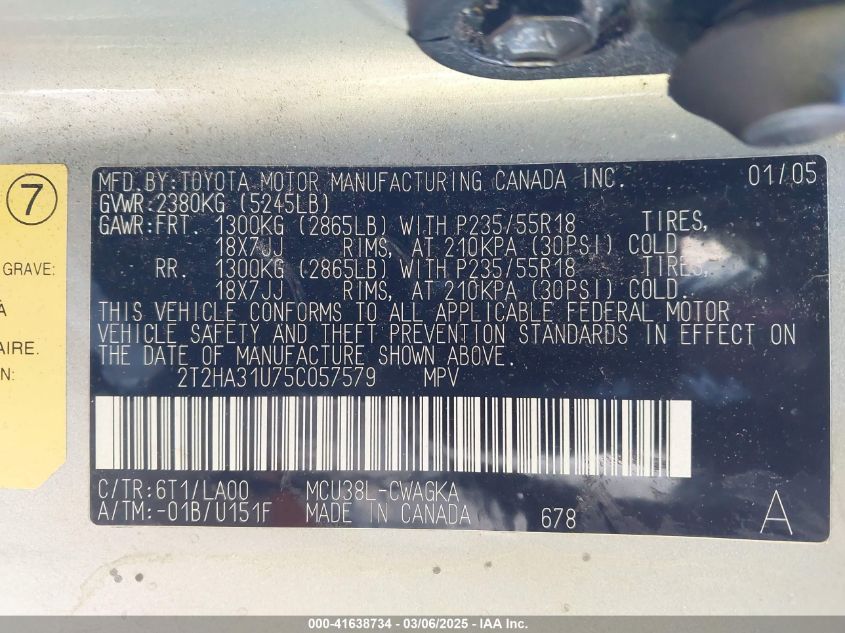 7
GRAVE:
AIRE.
N:
MFD.BY:TOYOTA MOTOR MANUFACTURING CANADA INC. 01/05
GVWR:2380KG (5245LB)
GAWR:FRT. 1300KG (2865LB) WITH P235/55R18 TIRES,
18X7JJ RIMS, AT 210KPA (30PSI) COLD.
RR. 1300KG (2865LB) WITH P235/55R18 TIRES,
18X7JJ RIMS, AT 210KPA (30PSI) COLD.
THIS VEHICLE CONFORMS TO ALL APPLICABLE FEDERAL MOTOR
VEHICLE SAFETY AND THEFT PREVENTION STANDARDS IN EFFECT ON
THE DATE OF MANUFACTURE SHOWN ABOVE.
2T2HA31U75C057579 MPV
C/TR:6T1/LA00 MCU38L-CWAGKA
A/TM:-01B/U151F MADE IN CANADA 678 A
000-41638734 — 03/06/2025 — IAA Inc.